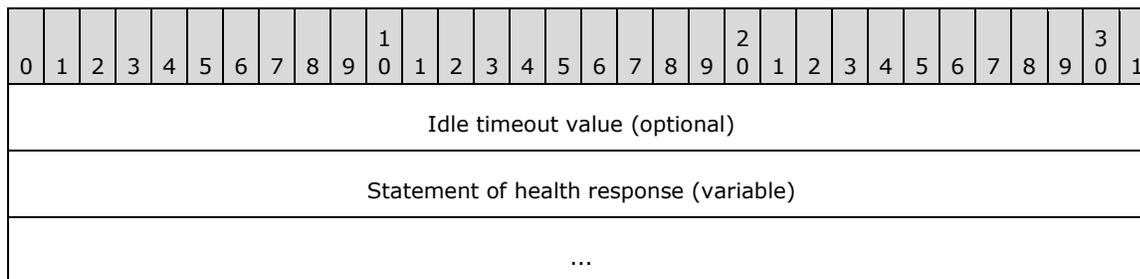 0 1 2 3 4 5 6 7 8 9 1 0 1 2 3 4 5 6 7 8 9 2 0 1 2 3 4 5 6 7 8 9 3 0 1
Idle timeout value (optional)
Statement of health response (variable)
...